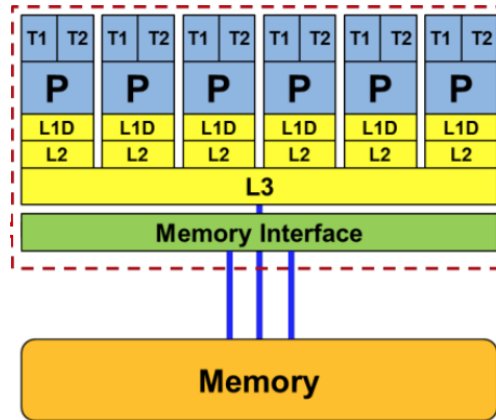 T1 T2 T1 T2 T1 T2 T1 T2 T1 T2 T1 T2
P P P P P P
L1D L1D L1D L1D L1D L1D
L2 L2 L2 L2 L2 L2
L3
Memory Interface
Memory